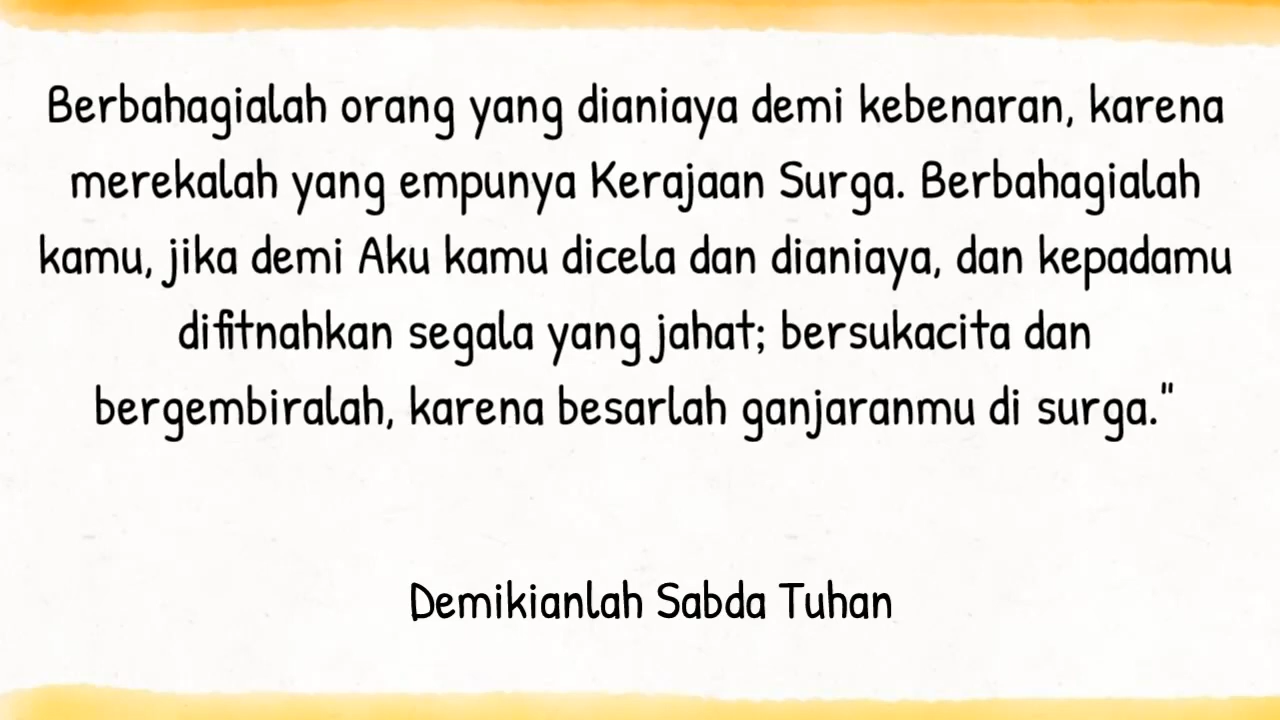 Berbahagialah orang yang dianiaya demi kebenaran, karena
merekalah yang empunya Kerajaan Surga. Berbahagialah
kamu, jika demi Aku kamu dicela dan dianiaya, dan kepadamu
difitnahkan segala yang jahat; bersukacita dan
bergembiralah, karena besarlah ganjaranmu di surga."
Demikianlah Sabda Tuhan